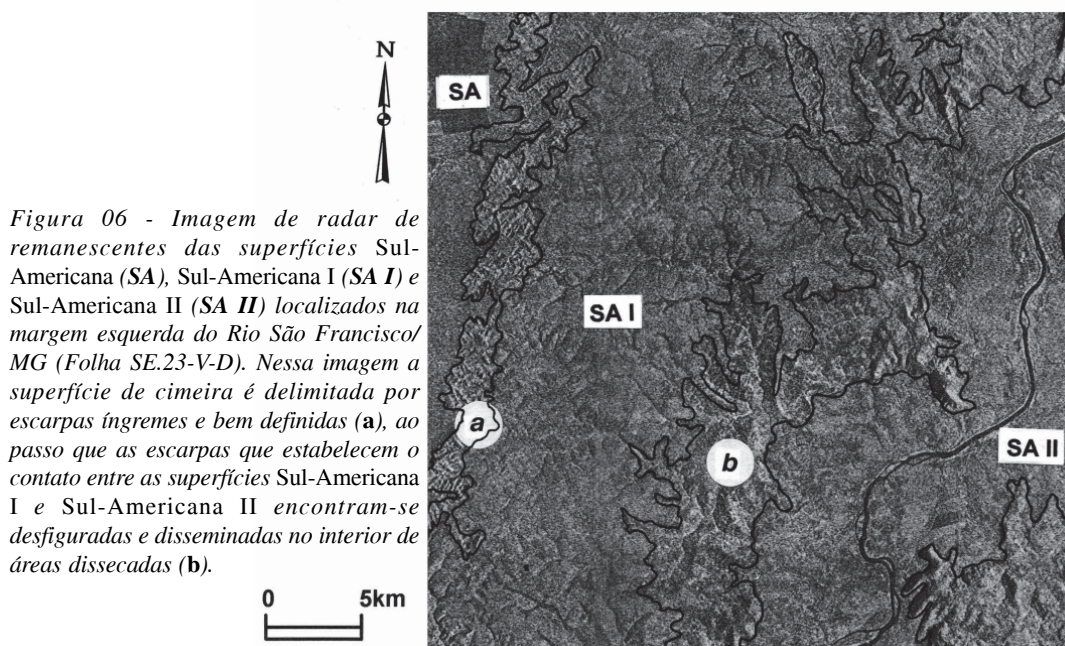 N
Figura 06 - Imagem de radar de
remanescentes das superfícies Sul-
Americana (SA), Sul-Americana I (SA I) e
Sul-Americana II (SA II) localizados na
margem esquerda do Rio São Francisco/
MG (Folha SE.23-V-D). Nessa imagem a
superfície de cimeira é delimitada por
escarpas íngremes e bem definidas (a), ao
passo que as escarpas que estabelecem o
contato entre as superfícies Sul-Americana
I e Sul-Americana II encontram-se
desfiguradas e disseminadas no interior de
áreas dissecadas (b).
0 5km
SA
SA I
a
b
SA II